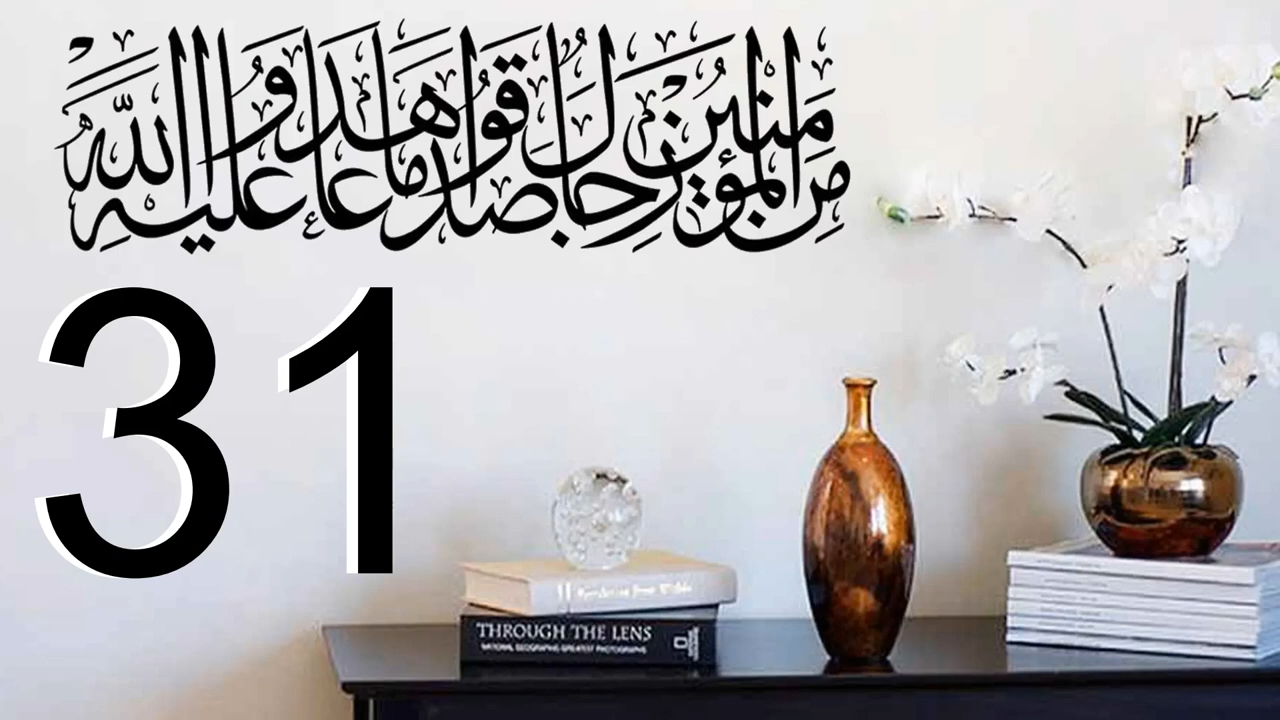 مِنَ الْمُؤْمِنِينَ رِجَالٌ صَدَقُوا مَا عَاهَدُوا اللَّهَ عَلَيْهِ
31
THROUGH THE LENS
NATIONAL GEOGRAPHIC GREATEST PHOTOGRAPHS